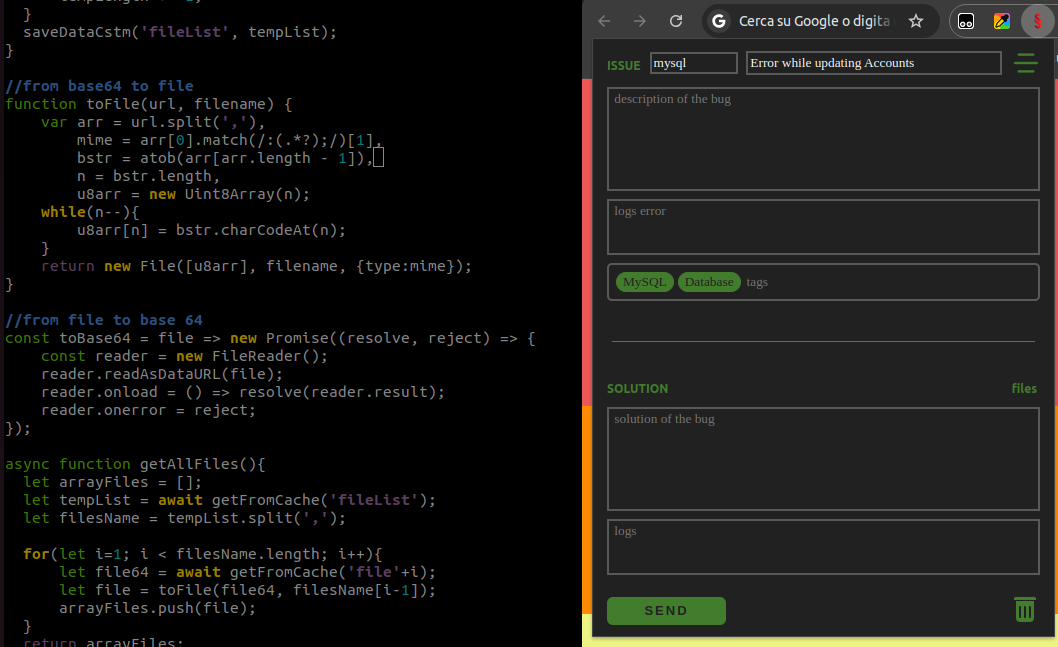 }
saveDataCstm('fileList', tempList);
}
//from base64 to file
function toFile(url, filename) {
var arr = url.split(','),
mime = arr[0].match(/:(.*?);/)[1],
bstr = atob(arr[arr.length - 1]),
n = bstr.length,
u8arr = new Uint8Array(n);
while(n--){
u8arr[n] = bstr.charCodeAt(n);
}
return new File([u8arr], filename, {type:mime});
}
//from file to base 64
const toBase64 = file => new Promise((resolve, reject) => {
const reader = new FileReader();
reader.readAsDataURL(file);
reader.onload = () => resolve(reader.result);
reader.onerror = reject;
});
async function getAllFiles(){
let arrayFiles = [];
let tempList = await getFromCache('fileList');
let filesName = tempList.split(',');
for(let i=1; i < filesName.length; i++){
let file64 = await getFromCache('file'+i);
let file = toFile(file64, filesName[i-1]);
arrayFiles.push(file);
}
return arrayFiles;
G Cerca su Google o digita §
ISSUE mysql Error while updating Accounts
description of the bug
logs error
MySQL Database tags
SOLUTION files
solution of the bug
logs
SEND